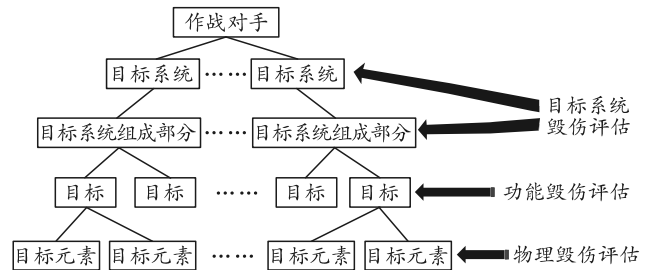 作战对手
目标系统 …… 目标系统
目标系统
毁伤评估
目标系统组成部分 …… 目标系统组成部分
目标 目标 …… 目标 目标 功能毁伤评估
目标元素 目标元素 …… 目标元素 目标元素 物理毁伤评估